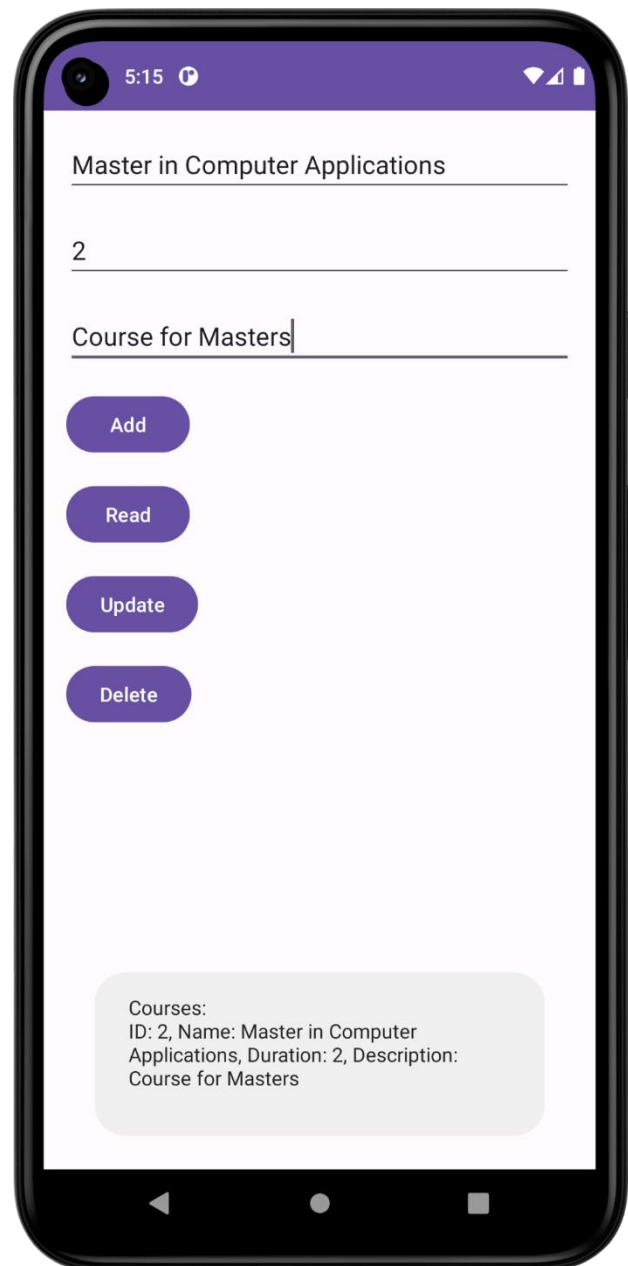 5:15
Master in Computer Applications
2
Course for Masters
Add
Read
Update
Delete
Courses:
ID: 2, Name: Master in Computer
Applications, Duration: 2, Description:
Course for Masters